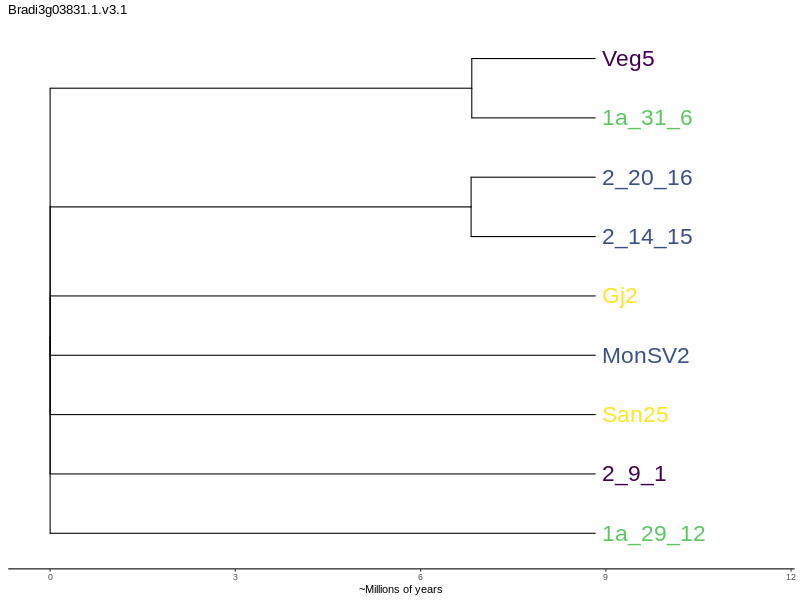 Bradi3g03831.1.v3.1
Veg5
1a_31_6
2_20_16
2_14_15
Gj2
MonSV2
San25
2_9_1
1a_29_12
0 3 6 9 12
~Millions of years